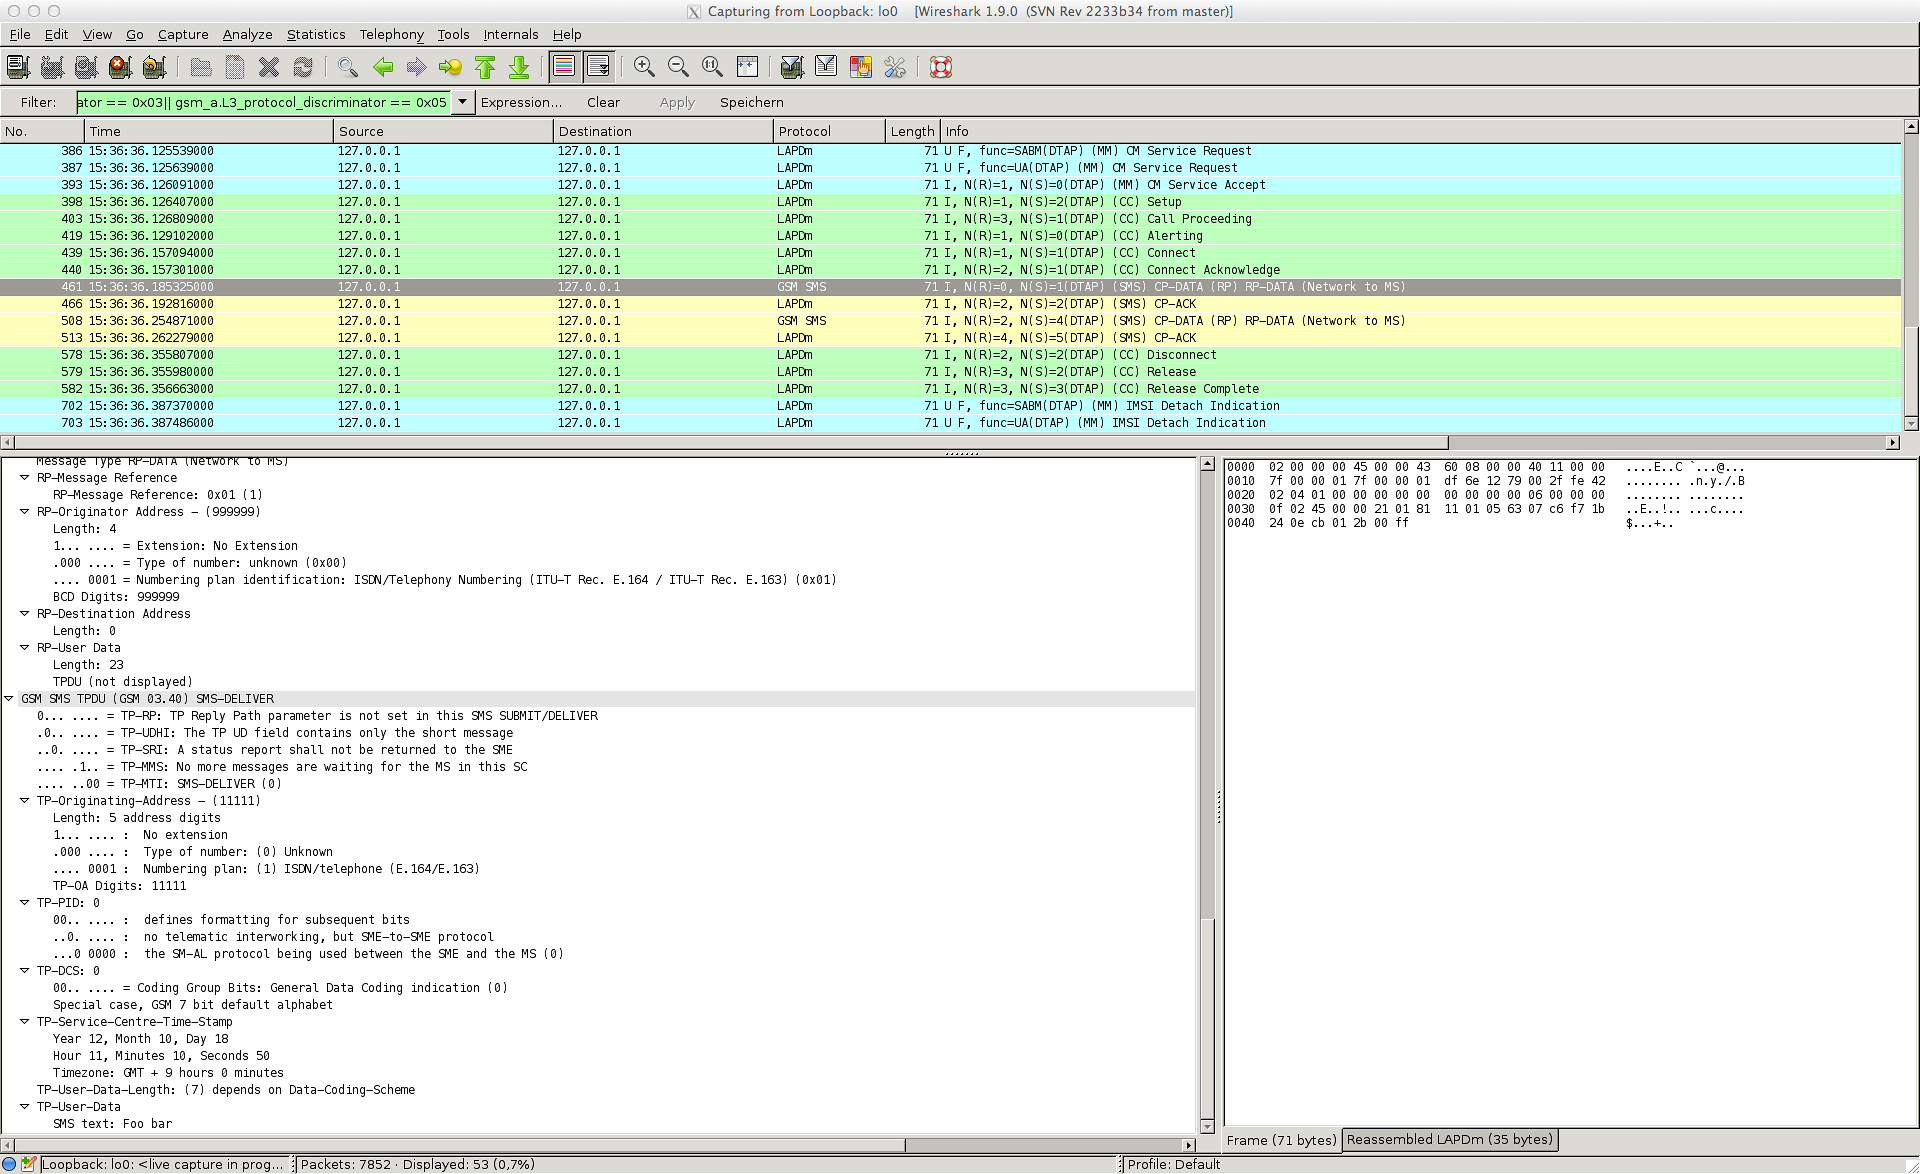 Capturing from Loopback: lo0 [Wireshark 1.9.0 (SVN Rev 2233b34 from master)]
File Edit View Go Capture Analyze Statistics Telephony Tools Internals Help
Filter: ator == 0x03|| gsm_a.L3_protocol_discriminator == 0x05 Expression... Clear Apply Speichern
No. Time Source Destination Protocol Length Info
386 15:36:36.125539000 127.0.0.1 127.0.0.1 LAPDm 71 U F, func=SABM(DTAP) (MM) CM Service Request
387 15:36:36.125639000 127.0.0.1 127.0.0.1 LAPDm 71 U F, func=UA(DTAP) (MM) CM Service Request
393 15:36:36.126091000 127.0.0.1 127.0.0.1 LAPDm 71 I, N(R)=1, N(S)=0(DTAP) (MM) CM Service Accept
398 15:36:36.126407000 127.0.0.1 127.0.0.1 LAPDm 71 I, N(R)=1, N(S)=2(DTAP) (CC) Setup
403 15:36:36.126809000 127.0.0.1 127.0.0.1 LAPDm 71 I, N(R)=3, N(S)=1(DTAP) (CC) Call Proceeding
419 15:36:36.129102000 127.0.0.1 127.0.0.1 LAPDm 71 I, N(R)=1, N(S)=0(DTAP) (CC) Alerting
439 15:36:36.157094000 127.0.0.1 127.0.0.1 LAPDm 71 I, N(R)=1, N(S)=1(DTAP) (CC) Connect
440 15:36:36.157301000 127.0.0.1 127.0.0.1 LAPDm 71 I, N(R)=2, N(S)=1(DTAP) (CC) Connect Acknowledge
461 15:36:36.185325000 127.0.0.1 127.0.0.1 GSM SMS 71 I, N(R)=0, N(S)=1(DTAP) (SMS) CP-DATA (RP) RP-DATA (Network to MS)
466 15:36:36.192816000 127.0.0.1 127.0.0.1 LAPDm 71 I, N(R)=2, N(S)=2(DTAP) (SMS) CP-ACK
508 15:36:36.254871000 127.0.0.1 127.0.0.1 GSM SMS 71 I, N(R)=2, N(S)=4(DTAP) (SMS) CP-DATA (RP) RP-DATA (Network to MS)
513 15:36:36.262279000 127.0.0.1 127.0.0.1 LAPDm 71 I, N(R)=4, N(S)=5(DTAP) (SMS) CP-ACK
578 15:36:36.355807000 127.0.0.1 127.0.0.1 LAPDm 71 I, N(R)=2, N(S)=2(DTAP) (CC) Disconnect
579 15:36:36.355980000 127.0.0.1 127.0.0.1 LAPDm 71 I, N(R)=3, N(S)=2(DTAP) (CC) Release
582 15:36:36.356663000 127.0.0.1 127.0.0.1 LAPDm 71 I, N(R)=3, N(S)=3(DTAP) (CC) Release Complete
702 15:36:36.387370000 127.0.0.1 127.0.0.1 LAPDm 71 U F, func=SABM(DTAP) (MM) IMSI Detach Indication
703 15:36:36.387486000 127.0.0.1 127.0.0.1 LAPDm 71 U F, func=UA(DTAP) (MM) IMSI Detach Indication
Message Type RP-DATA (Network to MS)
RP-Message Reference
RP-Message Reference: 0x01 (1)
RP-Originator Address - (999999)
Length: 4
1... .... = Extension: No Extension
.000 .... = Type of number: unknown (0x00)
.... 0001 = Numbering plan identification: ISDN/Telephony Numbering (ITU-T Rec. E.164 / ITU-T Rec. E.163) (0x01)
BCD Digits: 999999
RP-Destination Address
Length: 0
RP-User Data
Length: 23
TPDU (not displayed)
GSM SMS TPDU (GSM 03.40) SMS-DELIVER
0... .... = TP-RP: TP Reply Path parameter is not set in this SMS SUBMIT/DELIVER
.0.. .... = TP-UDHI: The TP UD field contains only the short message
..0. .... = TP-SRI: A status report shall not be returned to the SME
.... .1.. = TP-MMS: No more messages are waiting for the MS in this SC
.... ..00 = TP-MTI: SMS-DELIVER (0)
TP-Originating-Address - (11111)
Length: 5 address digits
1... .... : No extension
.000 .... : Type of number: (0) Unknown
.... 0001 : Numbering plan: (1) ISDN/telephone (E.164/E.163)
TP-OA Digits: 11111
TP-PID: 0
00.. .... : defines formatting for subsequent bits
..0. .... : no telematic interworking, but SME-to-SME protocol
...0 0000 : the SM-AL protocol being used between the SME and the MS (0)
TP-DCS: 0
00.. .... = Coding Group Bits: General Data Coding indication (0)
Special case, GSM 7 bit default alphabet
TP-Service-Centre-Time-Stamp
Year 12, Month 10, Day 18
Hour 11, Minutes 10, Seconds 50
Timezone: GMT + 9 hours 0 minutes
TP-User-Data-Length: (7) depends on Data-Coding-Scheme
TP-User-Data
SMS text: Foo bar
0000 02 00 00 00 45 00 00 43 60 08 00 00 40 11 00 00 ....E..C `...@...
0010 7f 00 00 01 7f 00 00 01 df 6e 12 79 00 2f fe 42 ........ .n.y./.B
0020 02 04 01 00 00 00 00 00 00 00 00 00 06 00 00 00 ........ ........
0030 0f 02 45 00 00 21 01 81 11 01 05 63 07 c6 f7 1b ..E..!.. ...c....
0040 24 0e cb 01 2b 00 ff $...+..
Frame (71 bytes) Reassembled LAPDm (35 bytes)
Loopback: lo0: <live capture in prog... Packets: 7852 · Displayed: 53 (0,7%) Profile: Default